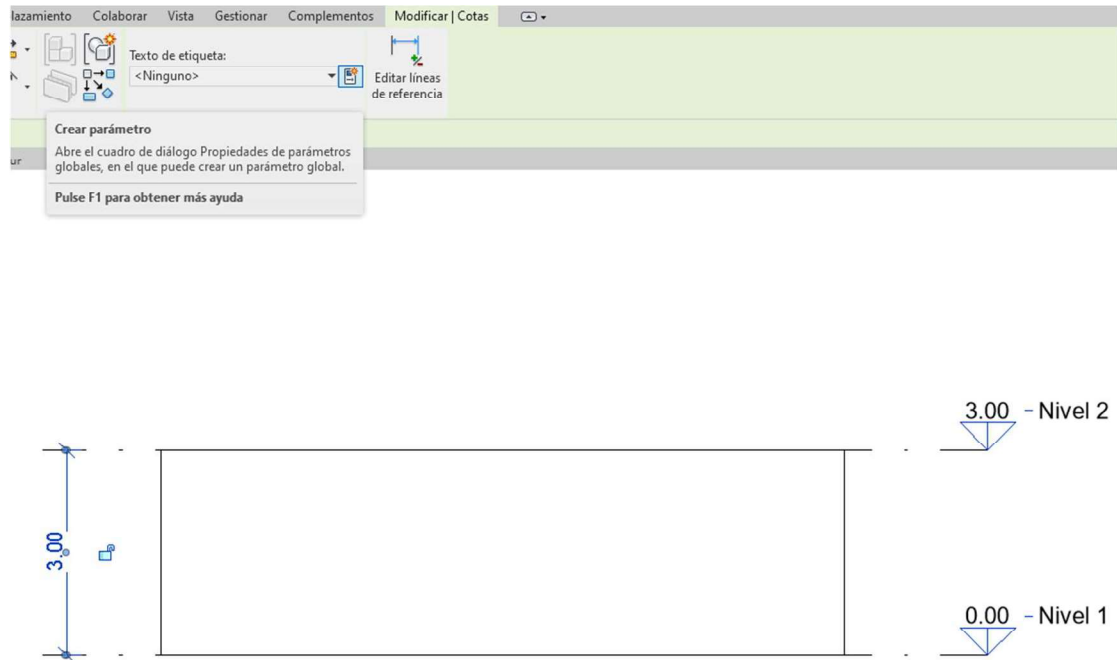 lazamiento Colaborar Vista Gestionar Complementos Modificar | Cotas
Texto de etiqueta:
<Ninguno>
Editar líneas
de referencia
Crear parámetro
Abre el cuadro de diálogo Propiedades de parámetros
globales, en el que puede crear un parámetro global.
Pulse F1 para obtener más ayuda
ur
3.00 - Nivel 2
3.00
0.00 - Nivel 1